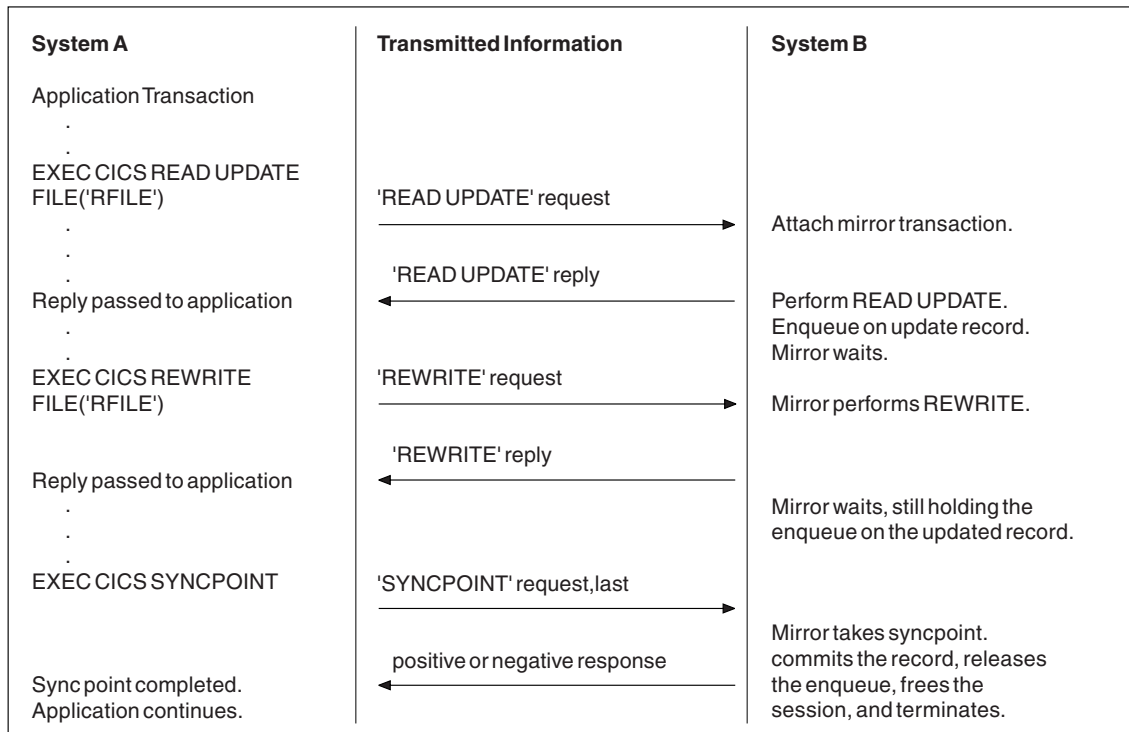 System A
Transmitted Information
System B
Application Transaction
.
.
EXEC CICS READ UPDATE
FILE('RFILE')
'READ UPDATE' request
Attach mirror transaction.
.
.
.
'READ UPDATE' reply
Reply passed to application
Perform READ UPDATE.
Enqueue on update record.
Mirror waits.
.
.
EXEC CICS REWRITE
FILE('RFILE')
'REWRITE' request
Mirror performs REWRITE.
'REWRITE' reply
Reply passed to application
Mirror waits, still holding the
enqueue on the updated record.
.
.
.
EXEC CICS SYNCPOINT
'SYNCPOINT' request,last
Mirror takes syncpoint.
commits the record, releases
the enqueue, frees the
session, and terminates.
positive or negative response
Sync point completed.
Application continues.